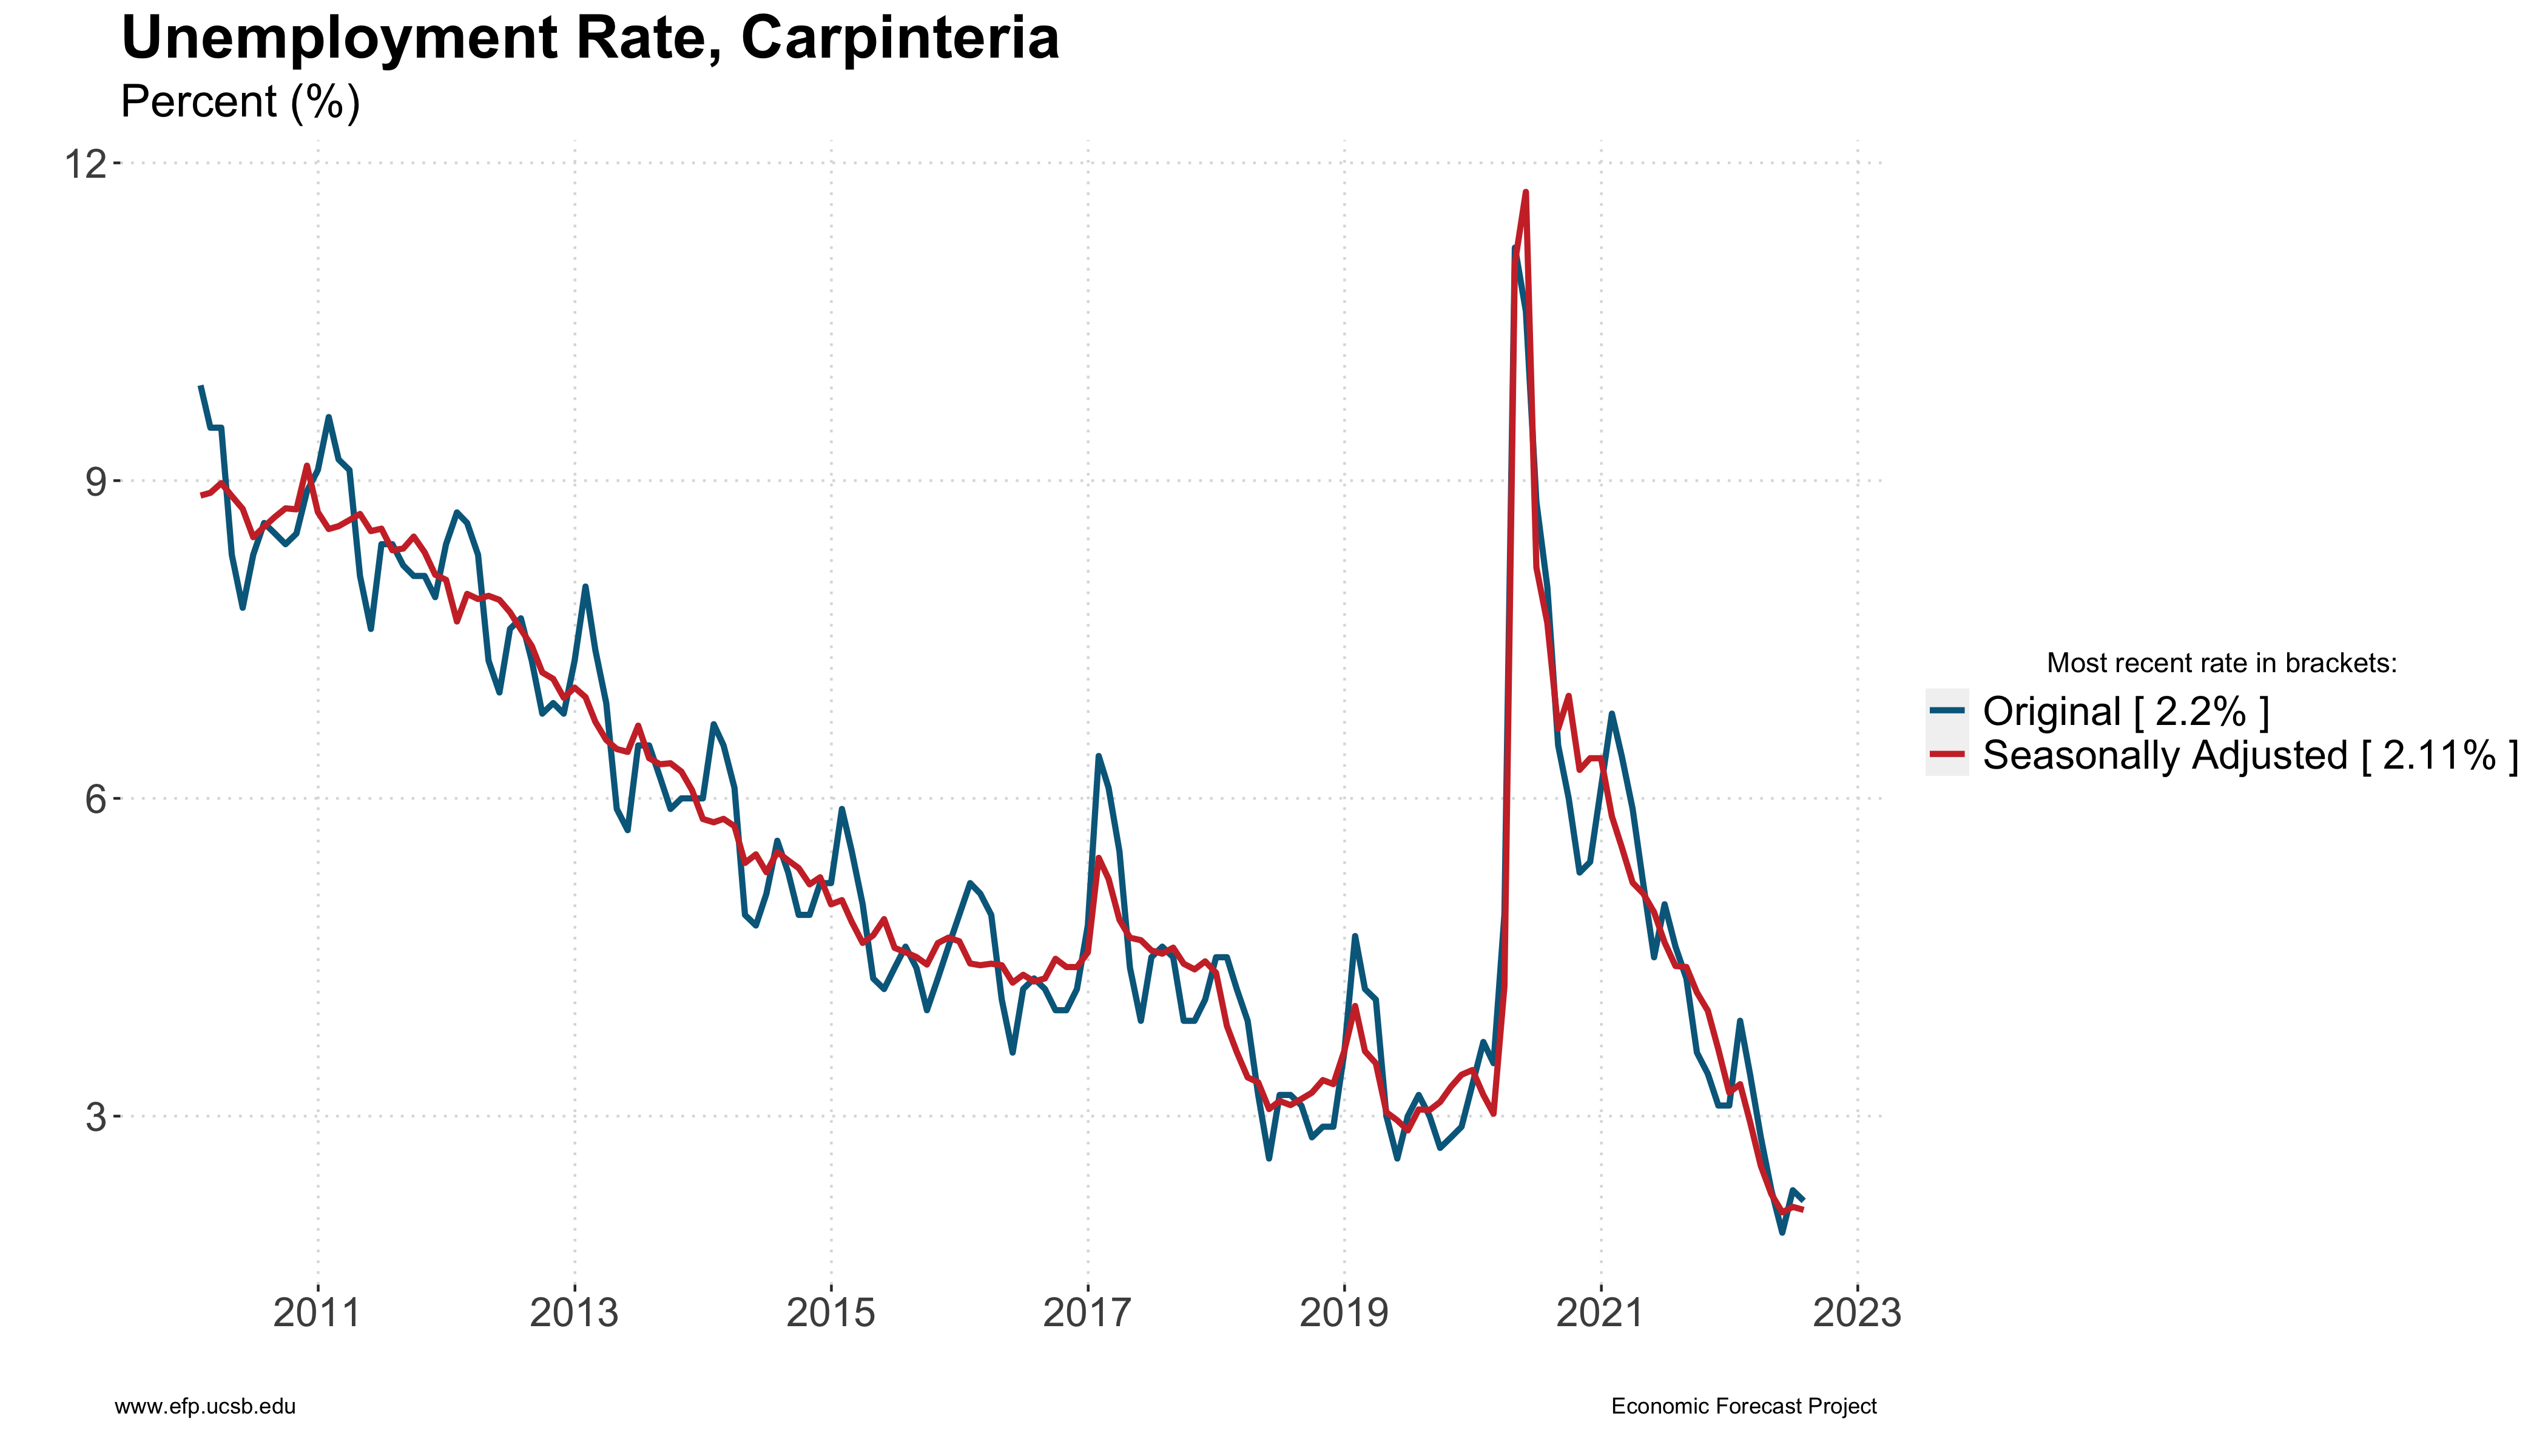 Unemployment Rate, Carpinteria
Percent (%)
12
9
6
3
2011 2013 2015 2017 2019 2021 2023
Most recent rate in brackets:
Original [ 2.2% ]
Seasonally Adjusted [ 2.11% ]
www.efp.ucsb.edu
Economic Forecast Project